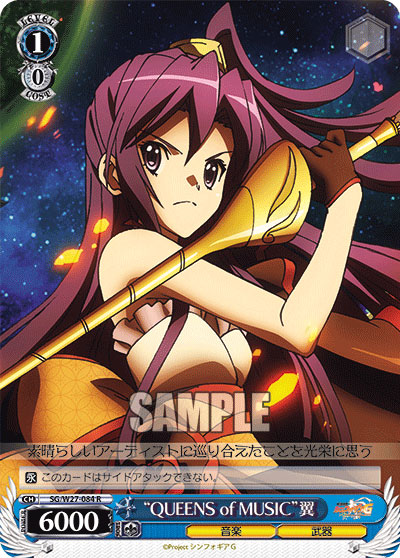 LEVEL
1
0
COST
SAMPLE
素晴らしいアーティストに巡り合えたことを光栄に思う
永 このカードはサイドアタックできない。
CH SG/W27-084 R
POWER
6000
“QUEENS of MUSIC”翼
音楽
武器
©Project シンフォギアG